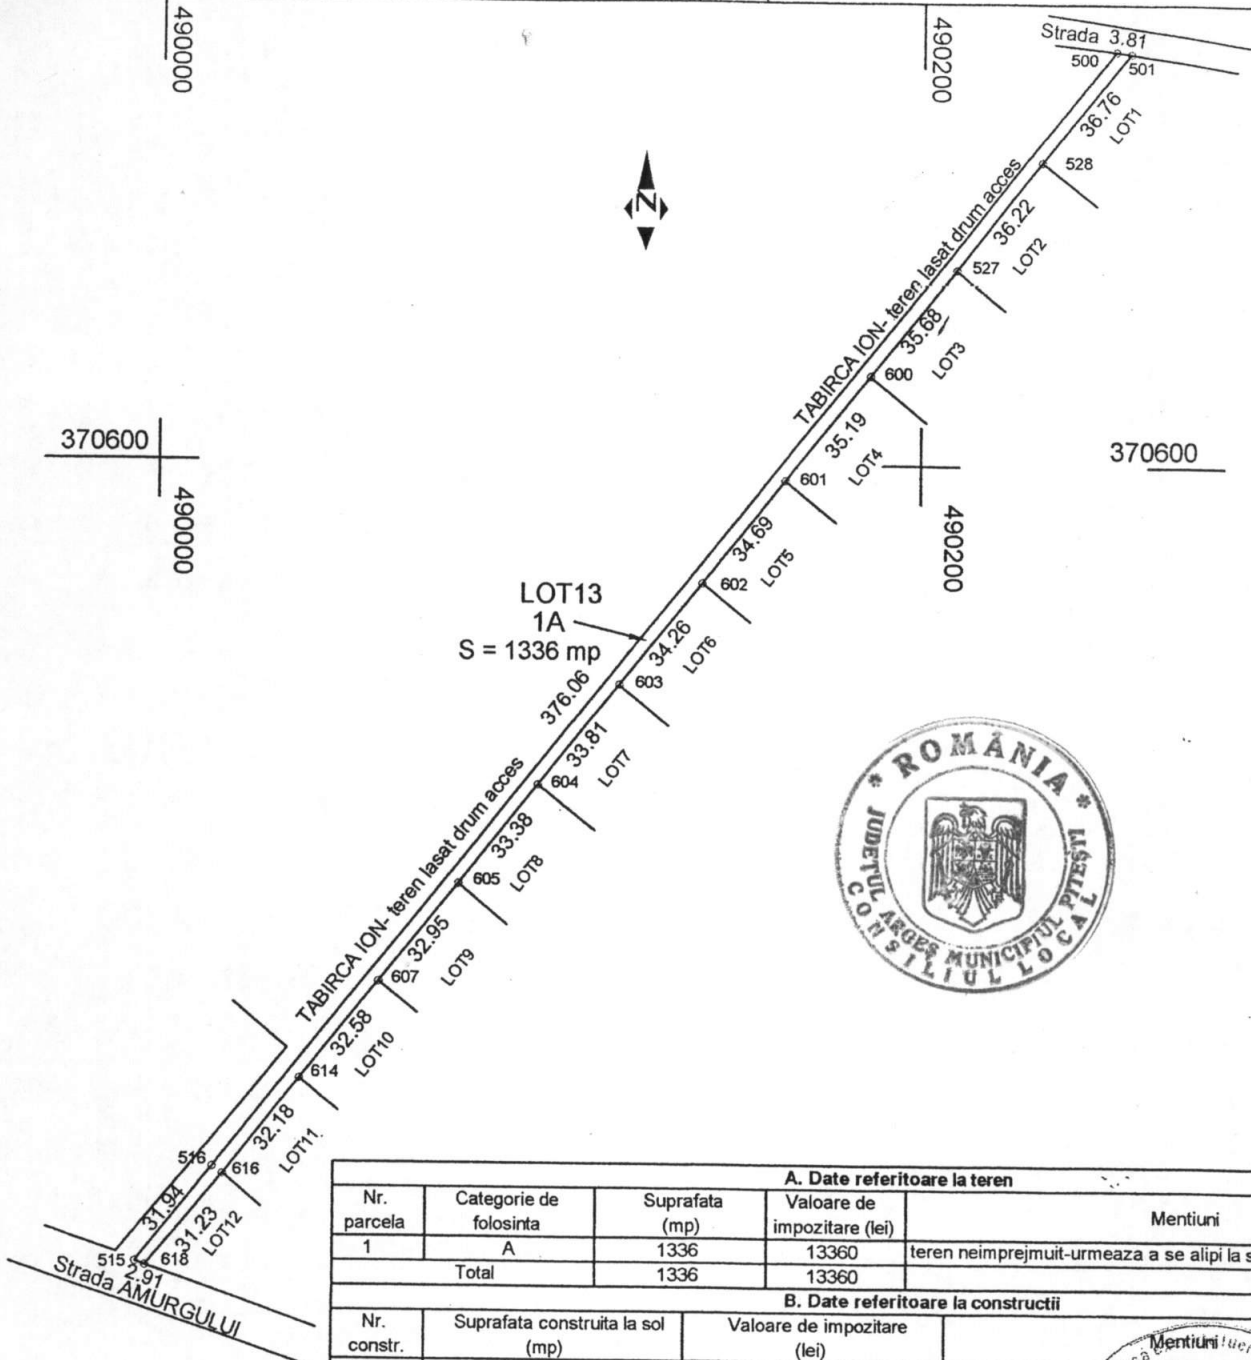 490000
490200
Strada 3.81
500
501
36.76
LOT1
528
36.22
LOT2
527
TABIRCA ION- teren lasat drum acces
35.68
LOT3
600
35.19
LOT4
370600
370600
601
490000
490200
34.69
LOT5
602
LOT13
1A
S = 1336 mp
34.26
LOT6
603
376.06
33.81
LOT7
604
ROMÂNIA
JUDEŢUL ARGEŞ MUNICIPIUL PITEŞTI
CONSILIUL LOCAL
33.38
LOT8
605
TABIRCA ION- teren lasat drum acces
32.95
LOT9
607
32.58
LOT10
614
32.18
LOT11
516
616
31.94
31.23
LOT12
515
618
2.91
Strada AMURGULUI
A. Date referitoare la teren
Nr. parcela
Categorie de folosinta
Suprafata (mp)
Valoare de impozitare (lei)
Mentiuni
1 A 1336 13360 teren neimprejmuit-urmeaza a se alipi la s
Total 1336 13360
B. Date referitoare la constructii
Nr. constr.
Suprafata construita la sol (mp)
Valoare de impozitare (lei)
Mentiuni